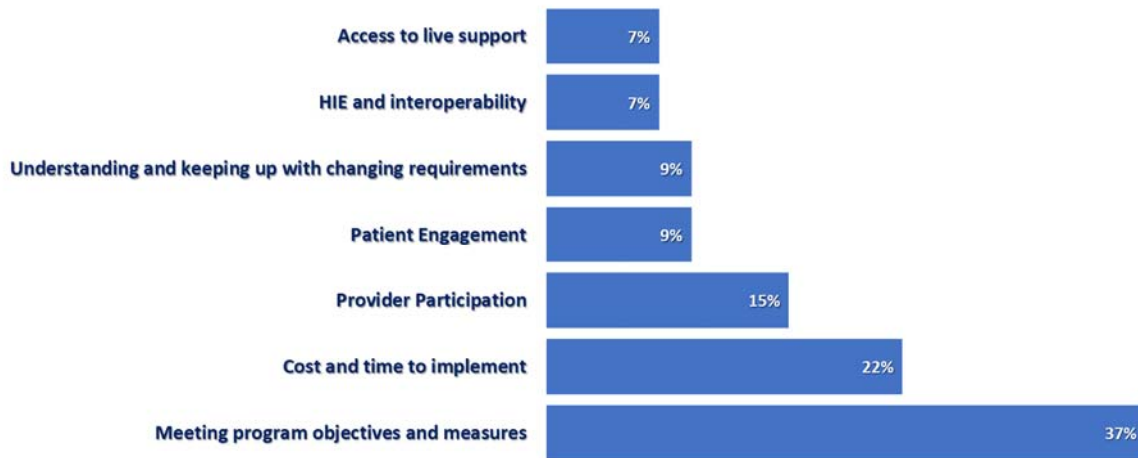 Access to live support 7%
HIE and interoperability 7%
Understanding and keeping up with changing requirements 9%
Patient Engagement 9%
Provider Participation 15%
Cost and time to implement 22%
Meeting program objectives and measures 37%